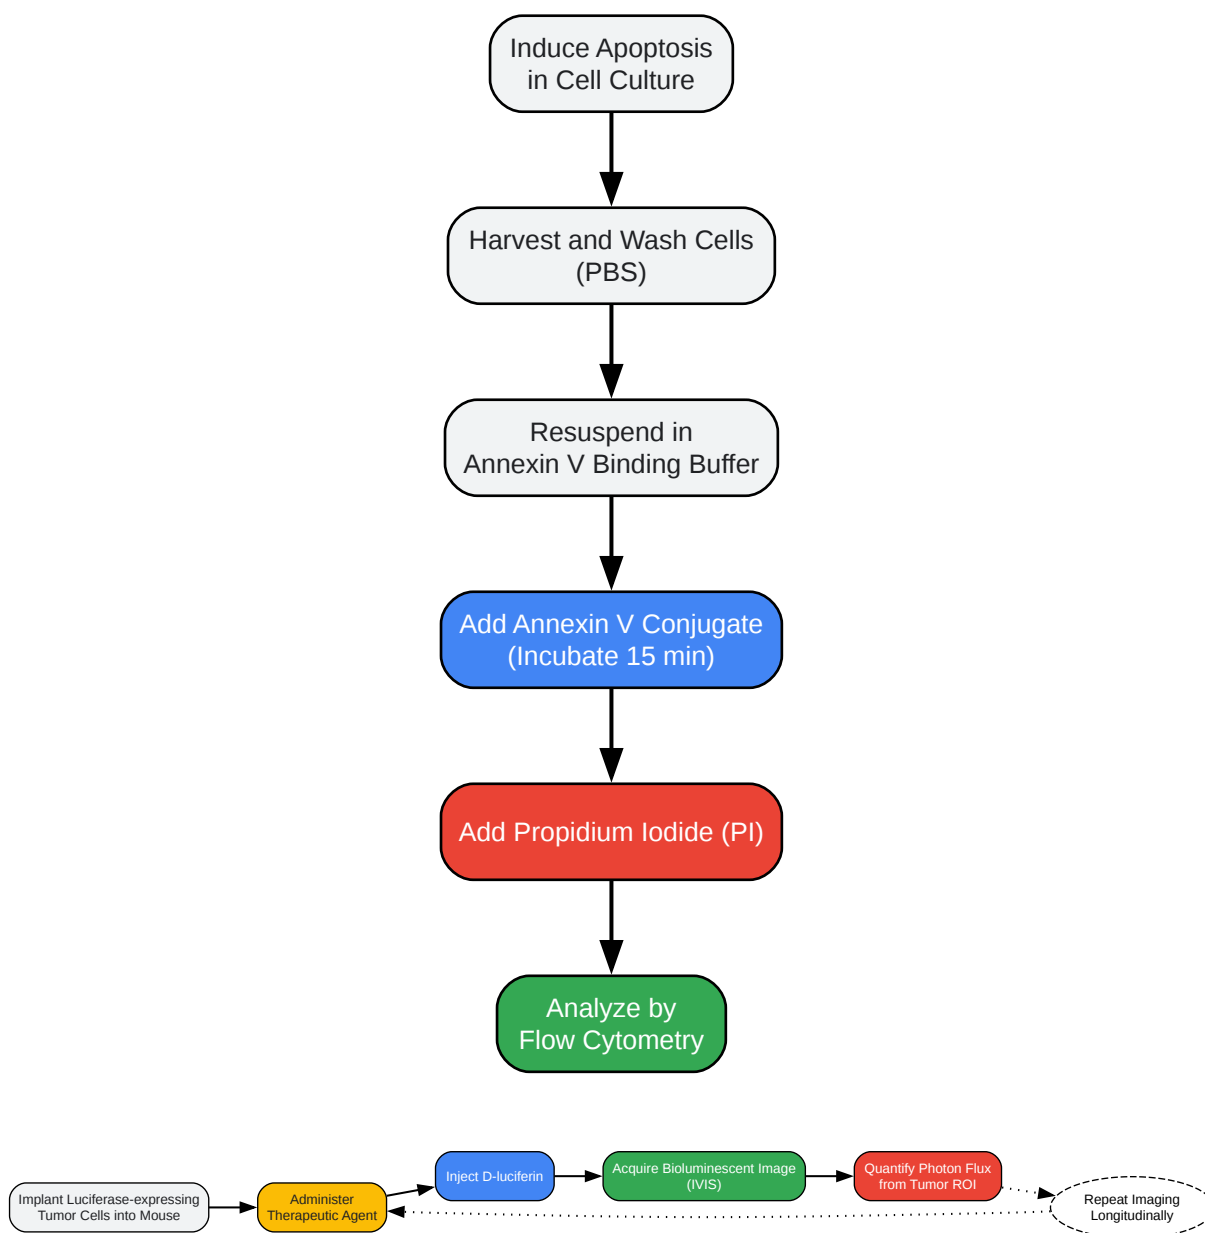 Induce Apoptosis
in Cell Culture
Harvest and Wash Cells
(PBS)
Resuspend in
Annexin V Binding Buffer
Add Annexin V Conjugate
(Incubate 15 min)
Add Propidium Iodide (PI)
Analyze by
Flow Cytometry
Implant Luciferase-expressing
Tumor Cells into Mouse
Administer
Therapeutic Agent
Inject D-luciferin
Acquire Bioluminescent Image
(IVIS)
Quantify Photon Flux
from Tumor ROI
Repeat Imaging
Longitudinally